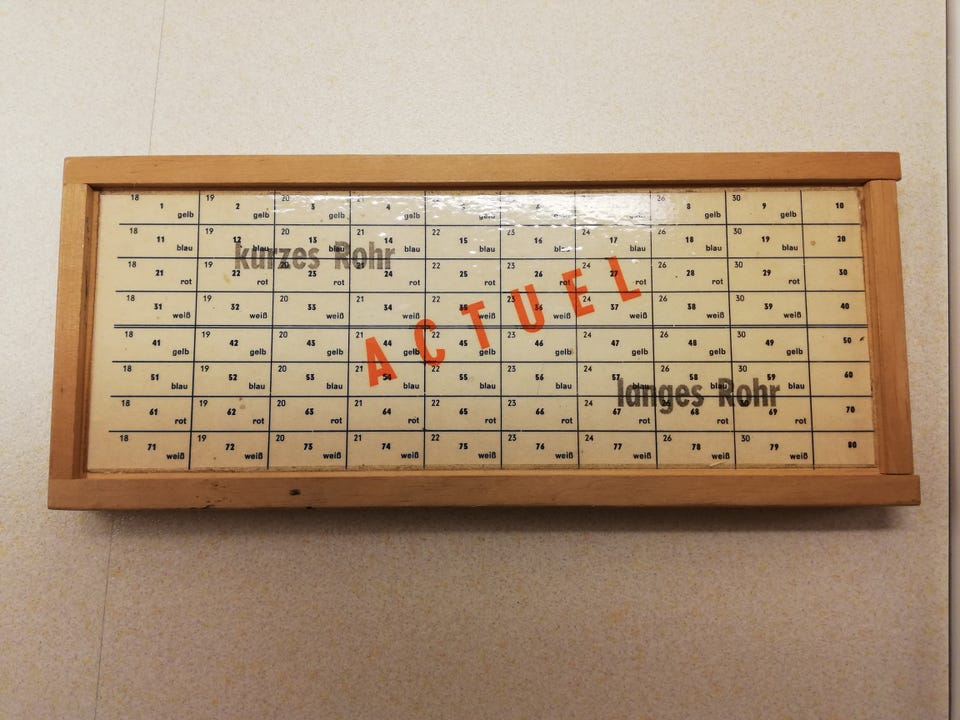 18 19 20 26 30
1 2 3 4 5 6 8 9 10
gelb gelb gelb gelb gelb gelb gelb gelb
18 19 20 21 22 23 24 26 30
11 12 13 14 15 16 17 18 19 20
blau blau blau blau blau blau blau blau blau
kurzes Rohr
18 19 20 21 22 23 24 26 30
21 22 23 24 25 26 27 28 29 30
rot rot rot rot rot rot rot rot rot
ACTUEL
18 19 20 21 22 23 24 26 30
31 32 33 34 35 36 37 38 39 40
weiß weiß weiß weiß weiß weiß weiß weiß weiß
18 19 20 21 22 23 24 26 30
41 42 43 44 45 46 47 48 49 50
gelb gelb gelb gelb gelb gelb gelb gelb gelb
18 19 20 21 22 23 24 26 30
51 52 53 54 55 56 57 58 59 60
blau blau blau blau blau blau blau blau blau
langes Rohr
18 19 20 21 22 23 24 26 30
61 62 63 64 65 66 67 68 69 70
rot rot rot rot rot rot rot rot rot
18 19 20 21 22 23 24 26 30
71 72 73 74 75 76 77 78 79 80
weiß weiß weiß weiß weiß weiß weiß weiß weiß